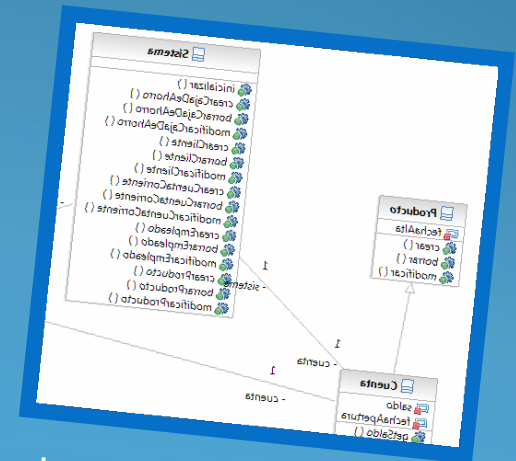 Sistema
inicializar ( )
crearCajaDeAhorro ( )
borrarCajaDeAhorro ( )
modificarCajaDeAhorro ( )
crearCliente ( )
borrarCliente ( )
modificarCliente ( )
crearCuentaCorriente ( )
borrarCuentaCorriente ( )
modificarCuentaCorriente ( )
crearEmpleado ( )
borrarEmpleado ( )
modificarEmpleado ( )
crearProducto ( )
borrarProducto ( )
modificarProducto ( )
Producto
fechaAlta
crear ( )
borrar ( )
modificar ( )
1
- sistema
1
- cuenta
1
- cuenta
Cuenta
saldo
fechaApertura
getSaldo ( )